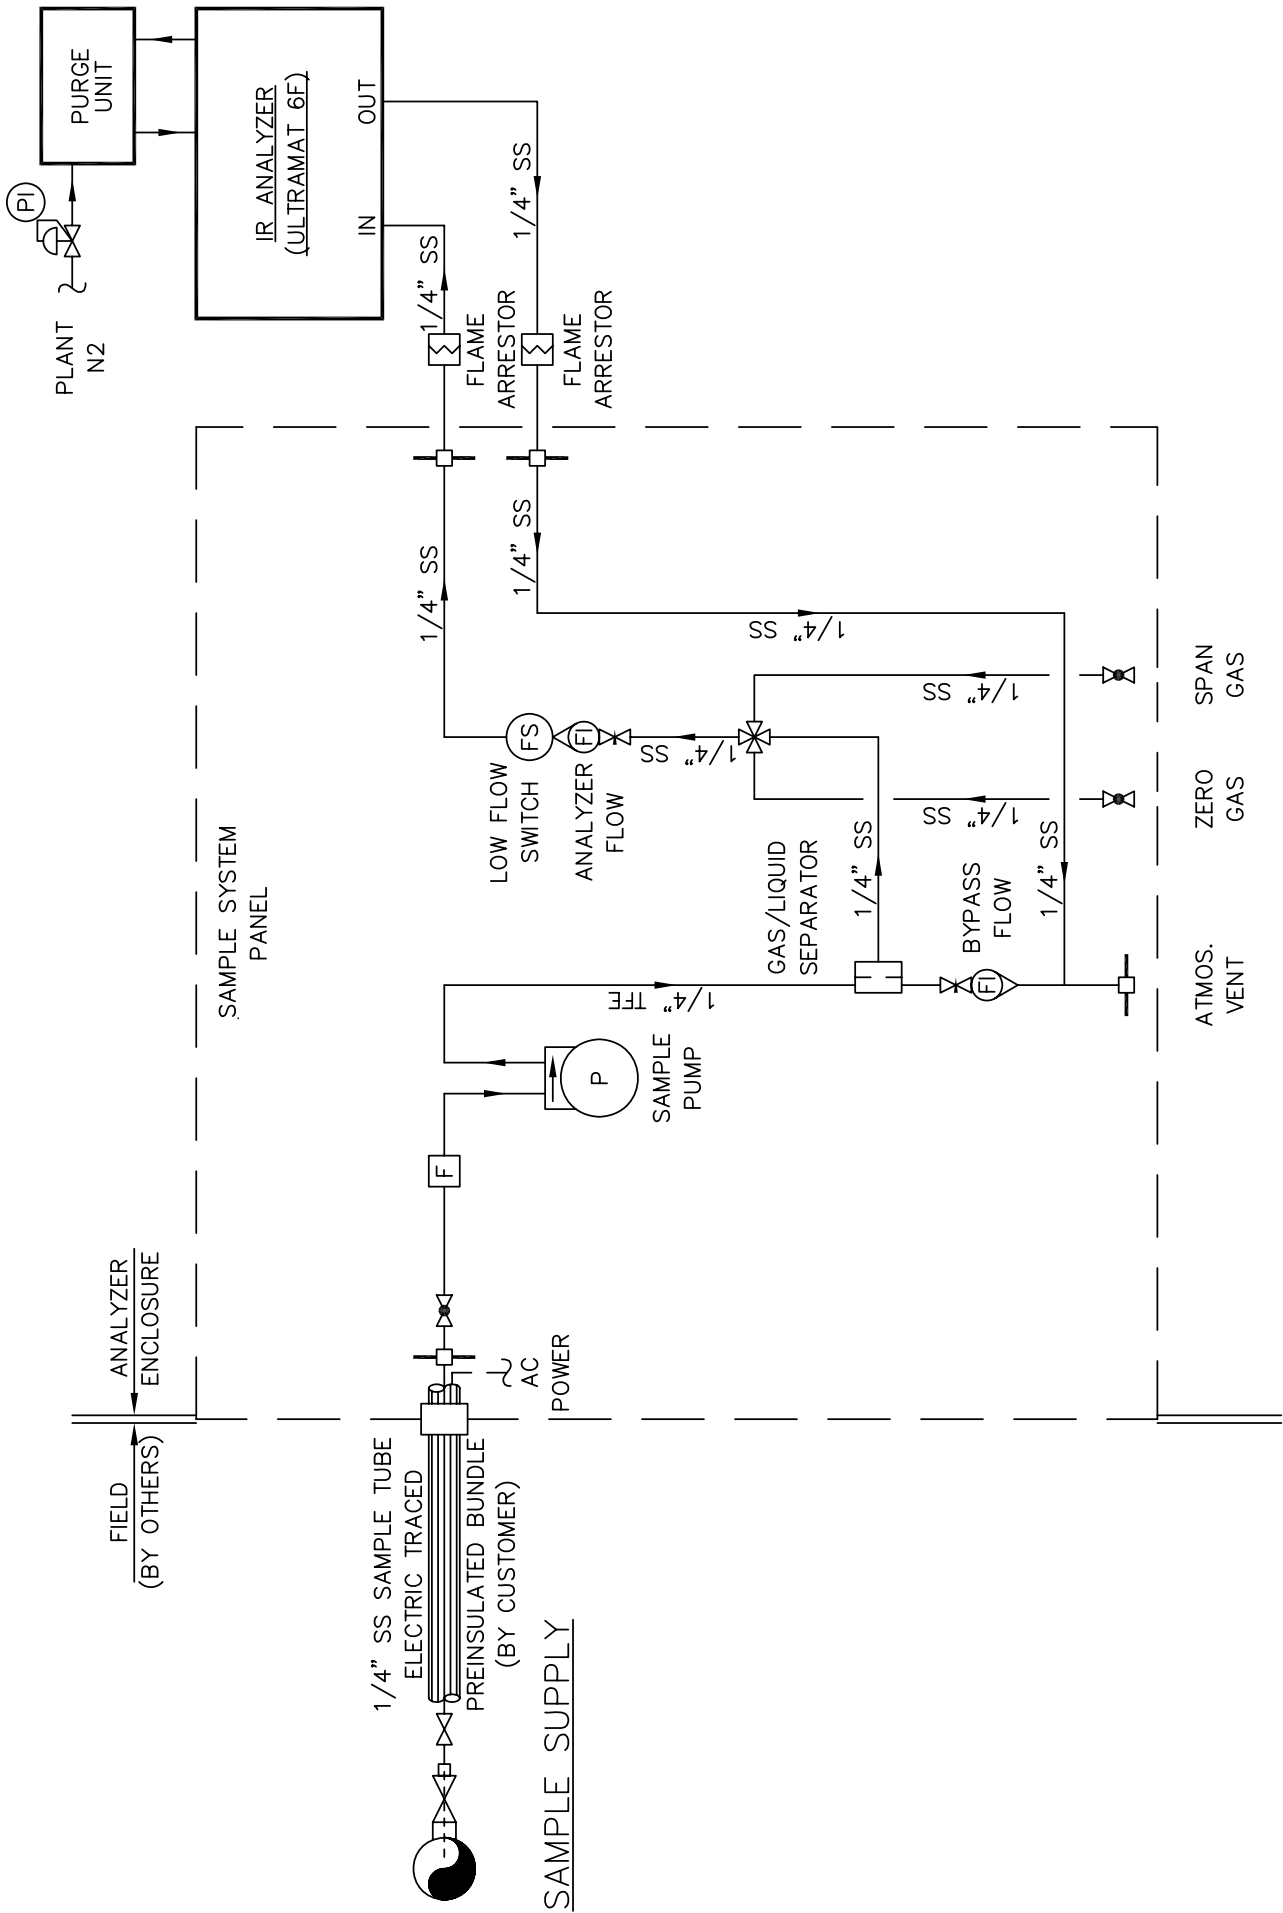 FIELD
(BY OTHERS)
ANALYZER
ENCLOSURE
PLANT
N2
PI
PURGE
UNIT
SAMPLE SYSTEM
PANEL
IR ANALYZER
(ULTRAMAT 6F)
IN
OUT
1/4" SS SAMPLE TUBE
ELECTRIC TRACED
PREINSULATED BUNDLE
(BY CUSTOMER)
SAMPLE SUPPLY
AC
POWER
F
P
SAMPLE
PUMP
1/4" TFE
LOW FLOW
SWITCH
FS
ANALYZER
FLOW
FI
1/4" SS
1/4" SS
FLAME
ARRESTOR
1/4" SS
1/4" SS
FLAME
ARRESTOR
1/4" SS
1/4" SS
1/4" SS
GAS/LIQUID
SEPARATOR
1/4" SS
1/4" SS
1/4" SS
BYPASS
FLOW
FI
1/4" SS
ATMOS.
VENT
ZERO
GAS
SPAN
GAS